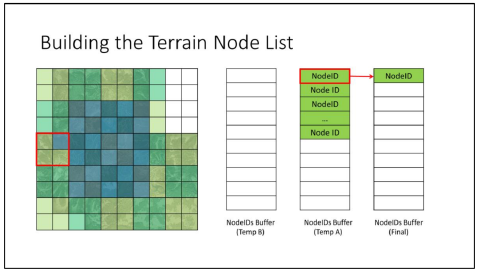 Building the Terrain Node List
NodeID
NodeID
Node ID
NodeID
...
Node ID
NodeIDs Buffer
(Temp B)
NodeIDs Buffer
(Temp A)
NodeIDs Buffer
(Final)